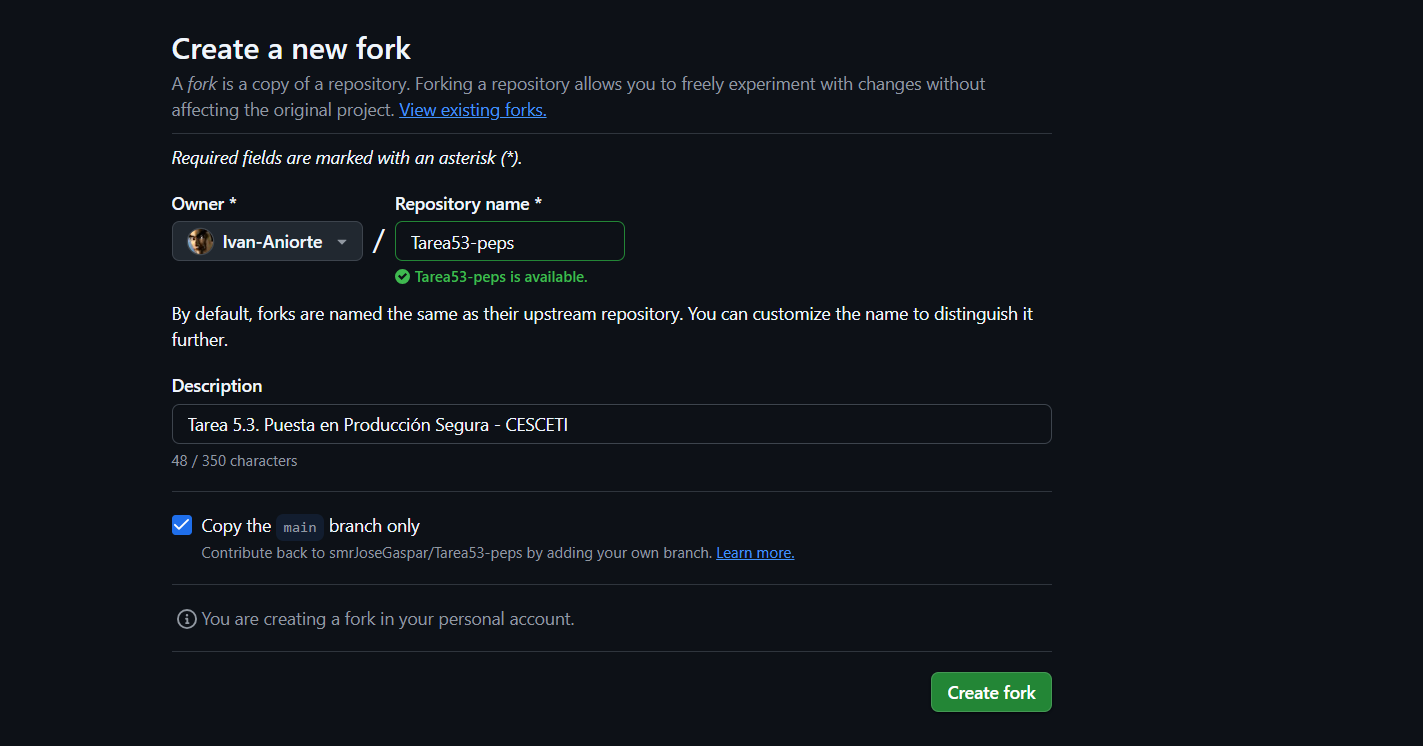 Create a new fork
A fork is a copy of a repository. Forking a repository allows you to freely experiment with changes without
affecting the original project. View existing forks.
Required fields are marked with an asterisk (*).
Owner *
Repository name *
Ivan-Aniorte
/
Tarea53-peps
Tarea53-peps is available.
By default, forks are named the same as their upstream repository. You can customize the name to distinguish it
further.
Description
Tarea 5.3. Puesta en Producción Segura - CESCETI
48 / 350 characters
Copy the main branch only
Contribute back to smrJoseGaspar/Tarea53-peps by adding your own branch. Learn more.
You are creating a fork in your personal account.
Create fork